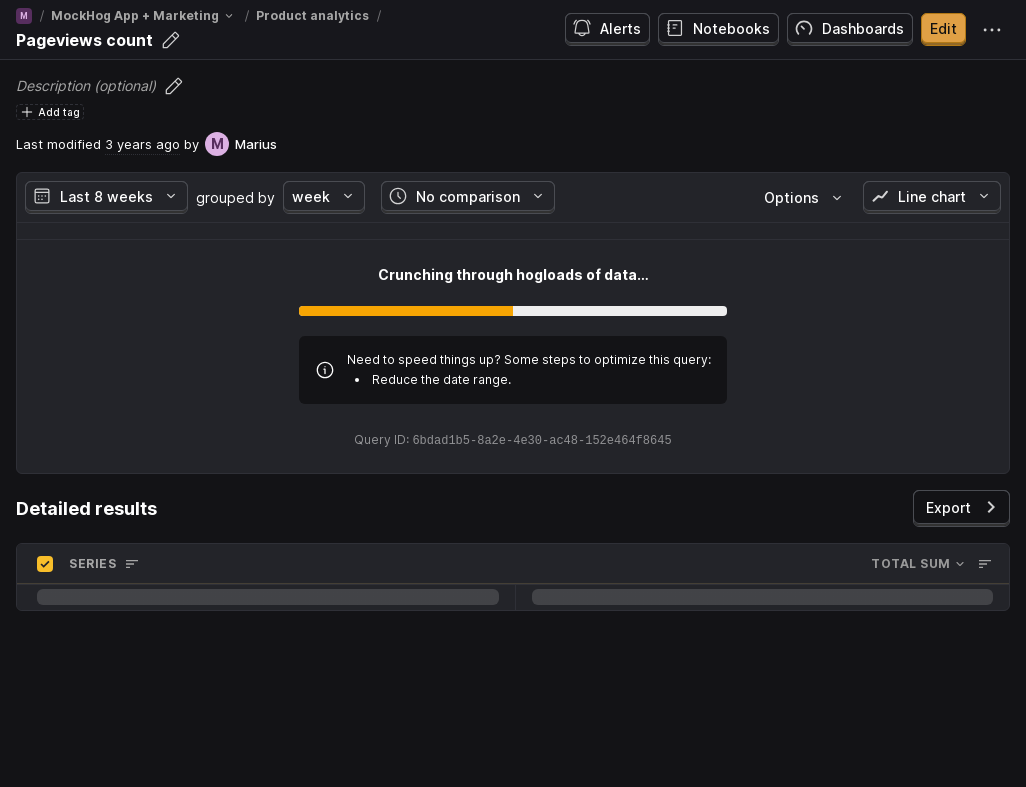 M / MockHog App + Marketing / Product analytics /
Pageviews count
Alerts Notebooks Dashboards Edit
Description (optional)
Add tag
Last modified 3 years ago by M Marius
Last 8 weeks grouped by week No comparison Options Line chart
Crunching through hogloads of data...
Need to speed things up? Some steps to optimize this query:
• Reduce the date range.
Query ID: 6bdad1b5-8a2e-4e30-ac48-152e464f8645
Detailed results
Export
SERIES TOTAL SUM